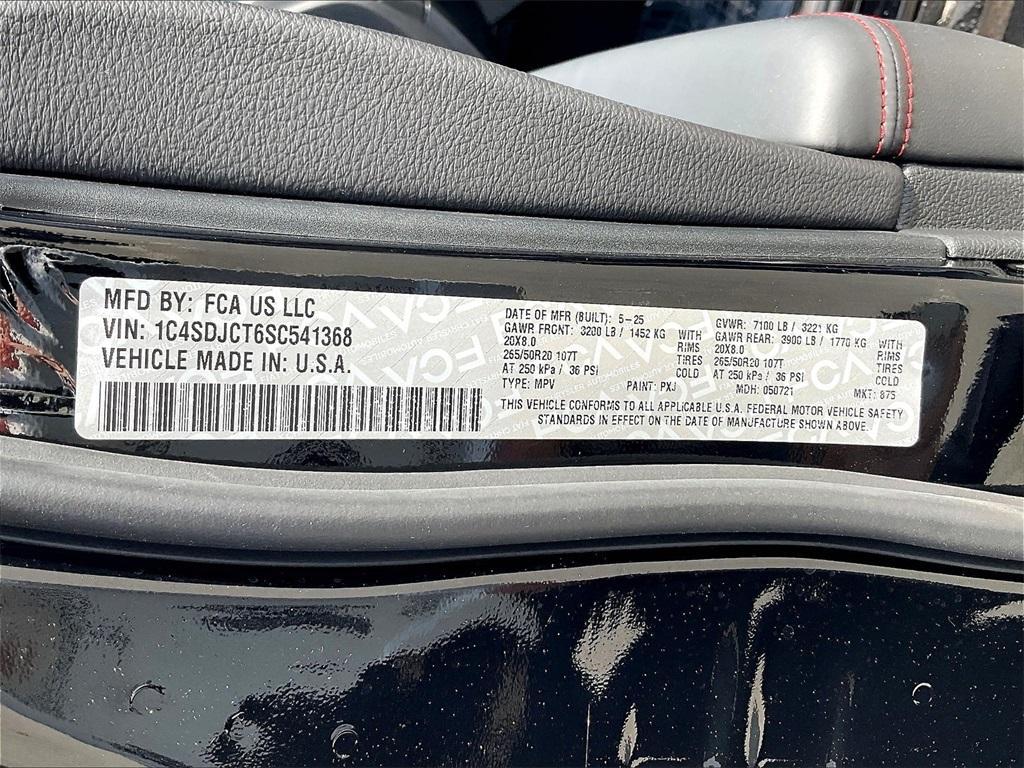 MFD BY: FCA US LLC
VIN: 1C4SDJCT6SC541368
VEHICLE MADE IN: U.S.A.
DATE OF MFR (BUILT): 5-25
GAWR FRONT: 3200 LB / 1452 KG WITH
20X8.0 RIMS
265/50R20 107T TIRES
AT 250 kPa / 36 PSI COLD
TYPE: MPV PAINT: PXJ
GVWR: 7100 LB / 3221 KG
GAWR REAR: 3900 LB / 1770 KG WITH
20X8.0 RIMS
265/50R20 107T TIRES
AT 250 kPa / 36 PSI COLD
MDH: 050721 MKT: 875
THIS VEHICLE CONFORMS TO ALL APPLICABLE U.S.A. FEDERAL MOTOR VEHICLE SAFETY
STANDARDS IN EFFECT ON THE DATE OF MANUFACTURE SHOWN ABOVE.